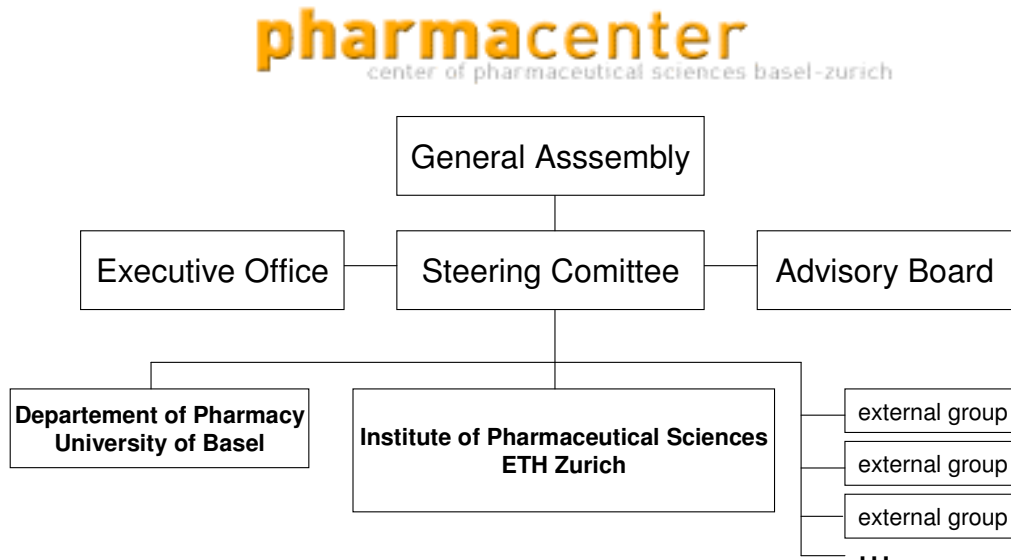 pharmacenter
center of pharmaceutical sciences basel-zurich
General Asssembly
Executive Office
Steering Comittee
Advisory Board
Departement of Pharmacy
University of Basel
Institute of Pharmaceutical Sciences
ETH Zurich
external group
external group
external group
...